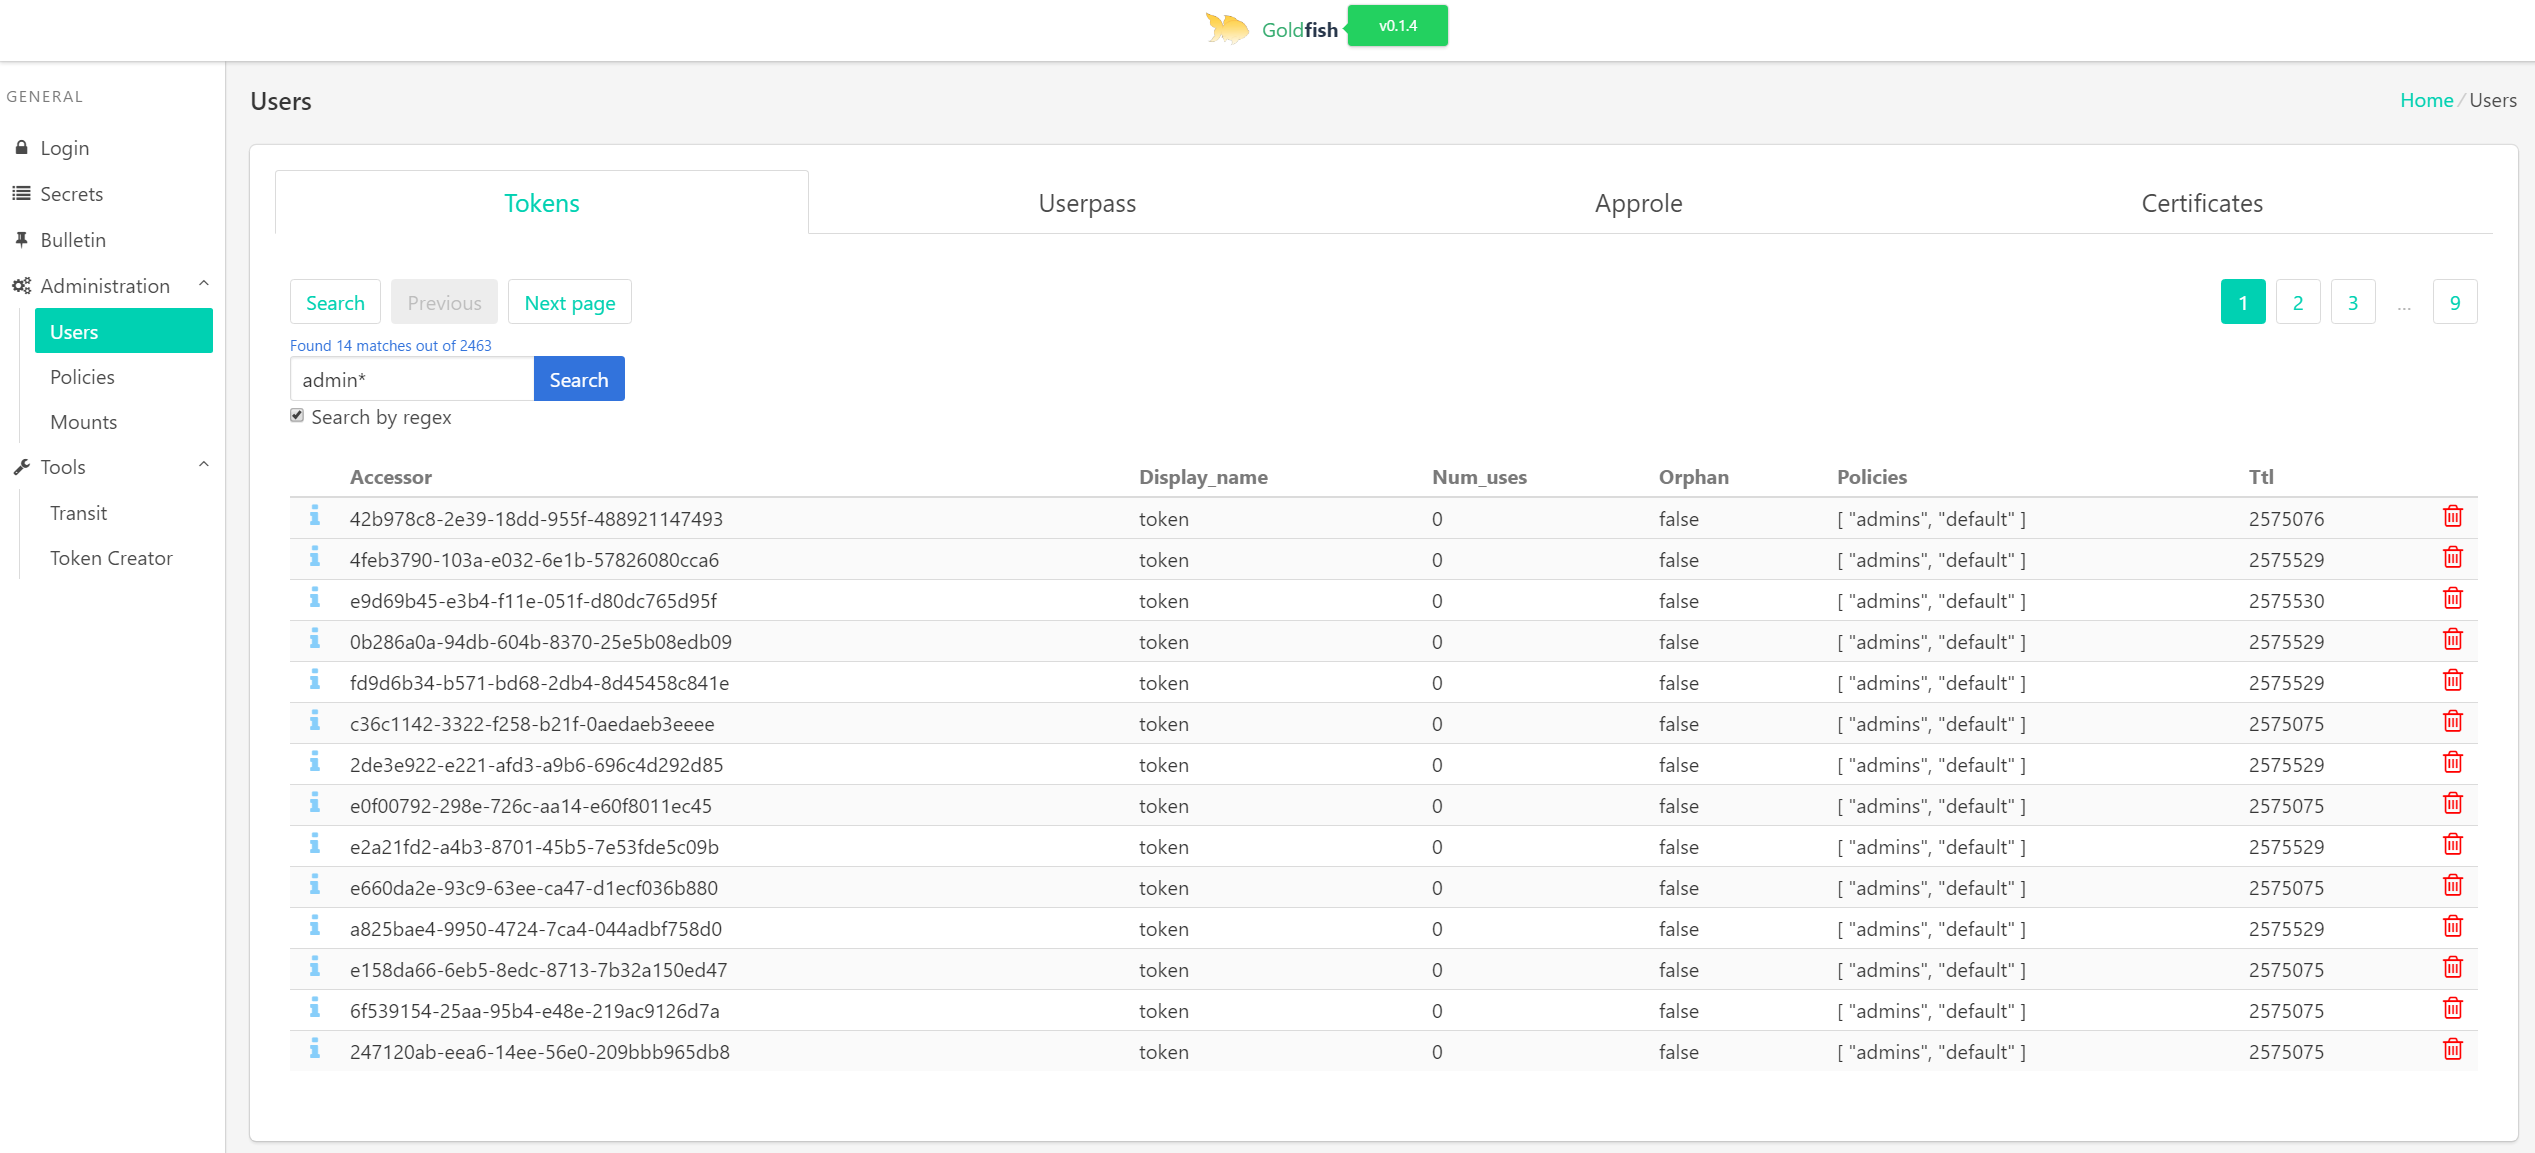 Goldfish v0.1.4
GENERAL
Login
Secrets
Bulletin
Administration
Users
Policies
Mounts
Tools
Transit
Token Creator
Users
Home / Users
Tokens Userpass Approle Certificates
Search Previous Next page 1 2 3 ... 9
Found 14 matches out of 2463
admin* Search
Search by regex
Accessor Display_name Num_uses Orphan Policies Ttl
42b978c8-2e39-18dd-955f-488921147493 token 0 false [ "admins", "default" ] 2575076
4feb3790-103a-e032-6e1b-57826080cca6 token 0 false [ "admins", "default" ] 2575529
e9d69b45-e3b4-f11e-051f-d80dc765d95f token 0 false [ "admins", "default" ] 2575530
0b286a0a-94db-604b-8370-25e5b08edb09 token 0 false [ "admins", "default" ] 2575529
fd9d6b34-b571-bd68-2db4-8d45458c841e token 0 false [ "admins", "default" ] 2575529
c36c1142-3322-f258-b21f-0aedaeb3eeee token 0 false [ "admins", "default" ] 2575075
2de3e922-e221-afd3-a9b6-696c4d292d85 token 0 false [ "admins", "default" ] 2575529
e0f00792-298e-726c-aa14-e60f8011ec45 token 0 false [ "admins", "default" ] 2575075
e2a21fd2-a4b3-8701-45b5-7e53fde5c09b token 0 false [ "admins", "default" ] 2575529
e660da2e-93c9-63ee-ca47-d1ecf036b880 token 0 false [ "admins", "default" ] 2575075
a825bae4-9950-4724-7ca4-044adbf758d0 token 0 false [ "admins", "default" ] 2575529
e158da66-6eb5-8edc-8713-7b32a150ed47 token 0 false [ "admins", "default" ] 2575075
6f539154-25aa-95b4-e48e-219ac9126d7a token 0 false [ "admins", "default" ] 2575075
247120ab-eea6-14ee-56e0-209bbb965db8 token 0 false [ "admins", "default" ] 2575075